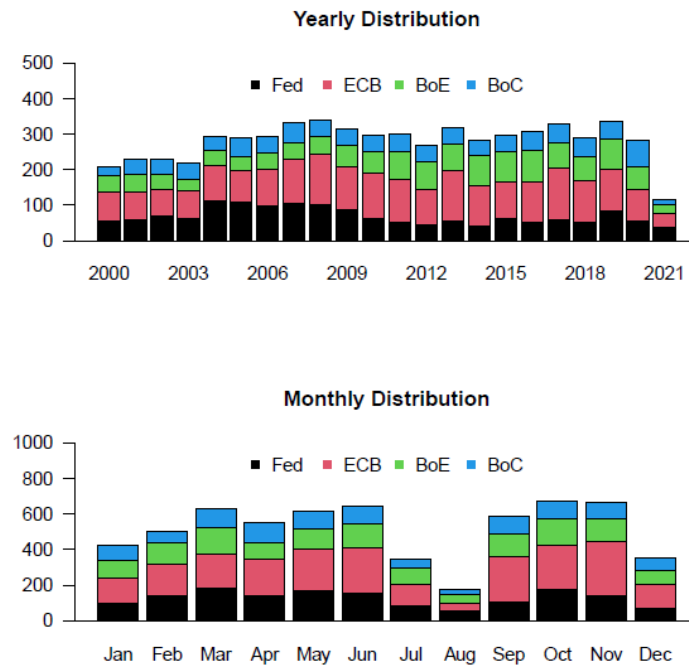 Yearly Distribution
500
Fed ECB BoE BoC
400
300
200
100
0
2000 2003 2006 2009 2012 2015 2018 2021
Monthly Distribution
1000
Fed ECB BoE BoC
800
600
400
200
0
Jan Feb Mar Apr May Jun Jul Aug Sep Oct Nov Dec